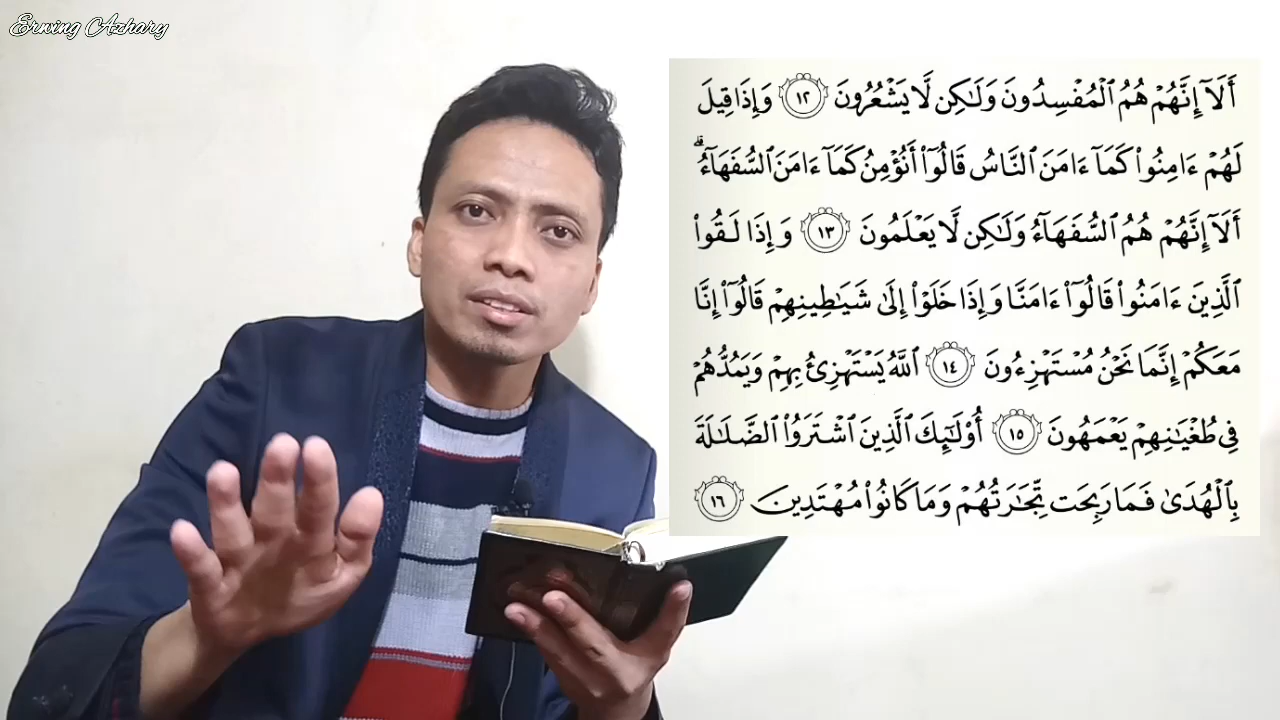 Erwing Azhary
أَلَآ إِنَّهُمْ هُمُ ٱلْمُفْسِدُونَ وَلَٰكِن لَّا يَشْعُرُونَ ١٢ وَإِذَا قِيلَ
لَهُمْ ءَامِنُوا۟ كَمَآ ءَامَنَ ٱلنَّاسُ قَالُوٓا۟ أَنُؤْمِنُ كَمَآ ءَامَنَ ٱلسُّفَهَآءُ ۗ
أَلَآ إِنَّهُمْ هُمُ ٱلسُّفَهَآءُ وَلَٰكِن لَّا يَعْلَمُونَ ١٣ وَإِذَا لَقُوا۟
ٱلَّذِينَ ءَامَنُوا۟ قَالُوٓا۟ ءَامَنَّا وَإِذَا خَلَوْا۟ إِلَىٰ شَيَٰطِينِهِمْ قَالُوٓا۟ إِنَّا
مَعَكُمْ إِنَّمَا نَحْنُ مُسْتَهْزِءُونَ ١٤ ٱللَّهُ يَسْتَهْزِئُ بِهِمْ وَيَمُدُّهُمْ
فِى طُغْيَٰنِهِمْ يَعْمَهُونَ ١٥ أُو۟لَٰٓئِكَ ٱلَّذِينَ ٱشْتَرَوُا۟ ٱلضَّلَٰلَةَ
بِٱلْهُدَىٰ فَمَا رَبِحَت تِّجَٰرَتُهُمْ وَمَا كَانُوا۟ مُهْتَدِينَ ١٦